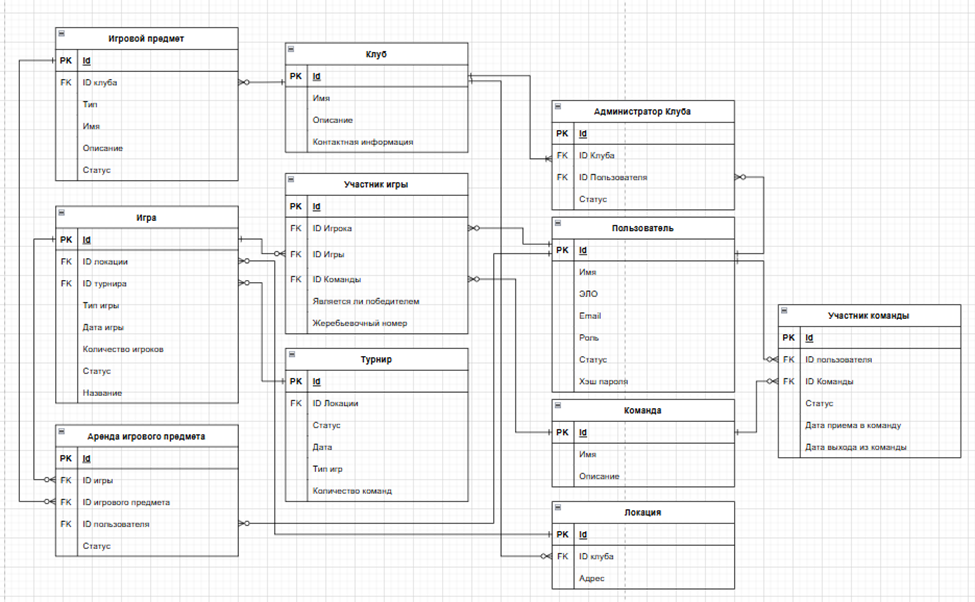 Игровой предмет
PK Id
FK ID клуба
Тип
Имя
Описание
Статус
Клуб
PK Id
Имя
Описание
Контактная информация
Администратор Клуба
PK Id
FK ID Клуба
FK ID Пользователя
Статус
Игра
PK Id
FK ID локации
FK ID турнира
Тип игры
Дата игры
Количество игроков
Статус
Название
Участник игры
PK Id
FK ID Игрока
FK ID Игры
FK ID Команды
Является ли победителем
Жеребьевочный номер
Пользователь
PK Id
Имя
ЭЛО
Email
Роль
Статус
Хэш пароля
Участник команды
PK Id
FK ID пользователя
FK ID Команды
Статус
Дата приема в команду
Дата выхода из команды
Турнир
PK Id
FK ID Локации
Статус
Дата
Тип игр
Количество команд
Команда
PK Id
Имя
Описание
Аренда игрового предмета
PK Id
FK ID игры
FK ID игрового предмета
FK ID пользователя
Статус
Локация
PK Id
FK ID клуба
Адрес